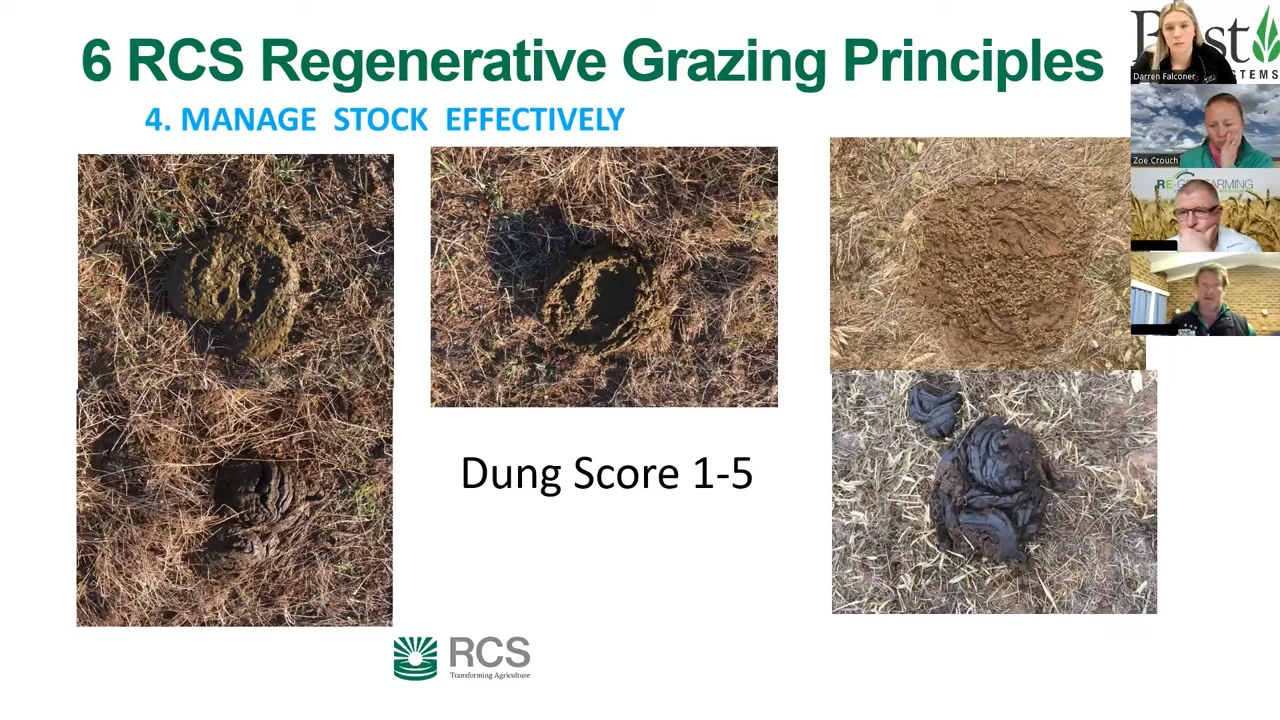 6 RCS Regenerative Grazing Principles
4. MANAGE STOCK EFFECTIVELY
Dung Score 1-5
RCS
Transforming Agriculture
Darren Falconer
Zoe Crouch